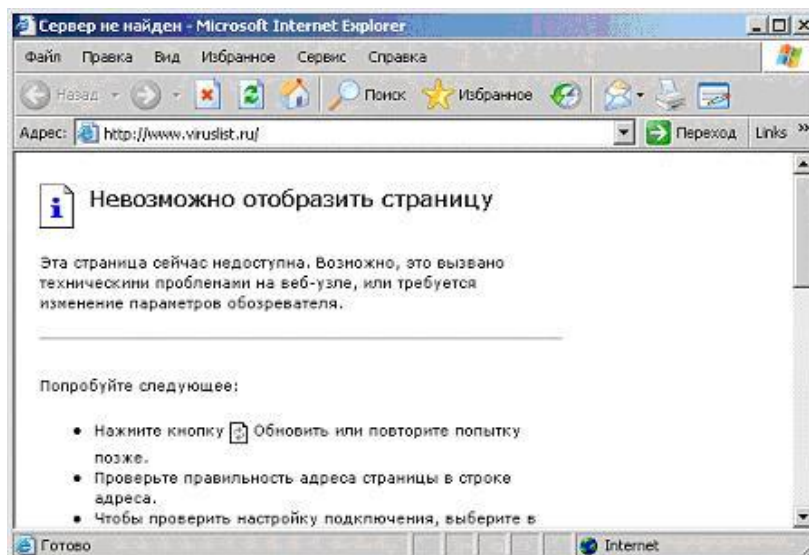 Сервер не найден - Microsoft Internet Explorer
Файл Правка Вид Избранное Сервис Справка
Назад Поиск Избранное
Адрес: http://www.viruslist.ru/ Переход Links »
Невозможно отобразить страницу
Эта страница сейчас недоступна. Возможно, это вызвано
техническими проблемами на веб-узле, или требуется
изменение параметров обозревателя.
Попробуйте следующее:
• Нажмите кнопку Обновить или повторите попытку
позже.
• Проверьте правильность адреса страницы в строке
адреса.
• Чтобы проверить настройку подключения, выберите в
Готово Internet